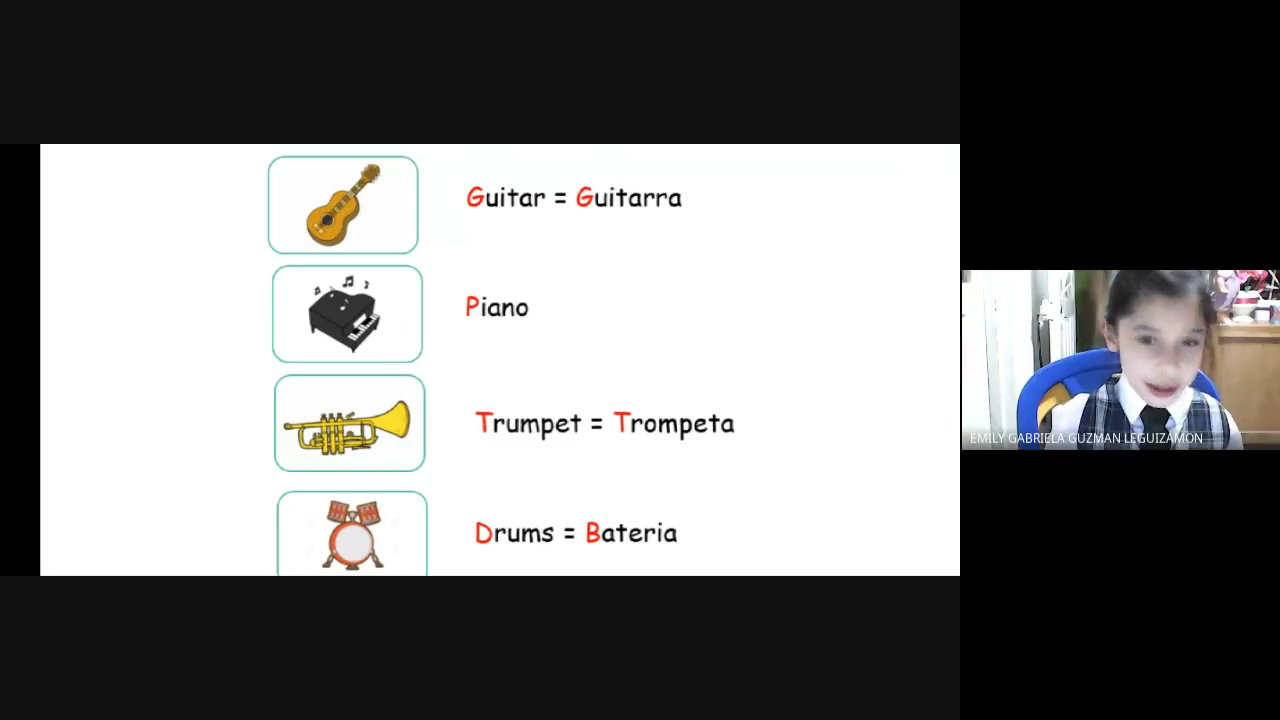 Guitar = Guitarra
Piano
Trumpet = Trompeta
Drums = Bateria
EMILY GABRIELA GUZMAN LEGUIZAMON